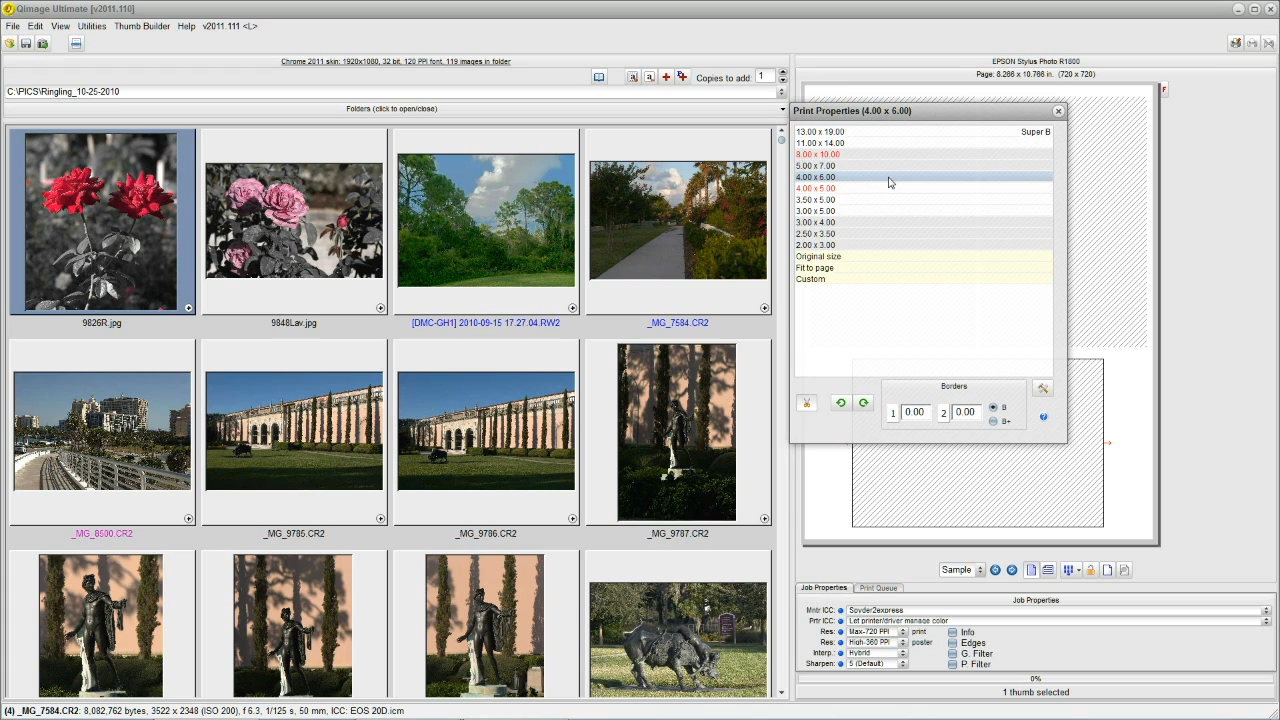 Qimage Ultimate [v2011.110]
File Edit View Utilities Thumb Builder Help v2011.111 <L>
Chrome 2011 skin: 1920x1080, 32 bit, 120 PPI font, 119 images in folder
Copies to add: 1
C:\PICS\Ringling_10-25-2010
Folders (click to open/close)
9826R.jpg
9848Lav.jpg
[DMC-GH1] 2010-09-15 17.27.04.RW2
_MG_7584.CR2
_MG_8500.CR2
_MG_9785.CR2
_MG_9786.CR2
_MG_9787.CR2
EPSON Stylus Photo R1800
Page: 8.266 x 10.766 in. (720 x 720)
F
Print Properties (4.00 x 6.00)
13.00 x 19.00 Super B
11.00 x 14.00
8.00 x 10.00
5.00 x 7.00
4.00 x 6.00
4.00 x 5.00
3.50 x 5.00
3.00 x 5.00
3.00 x 4.00
2.50 x 3.50
2.00 x 3.00
Original size
Fit to page
Custom
Borders
1 0.00 2 0.00
B
B+
Sample
Job Properties Print Queue
Job Properties
Mntr ICC: Spyder2express
Prtr ICC: Let printer/driver manage color
Res: Max-720 PPI print Info
Res: High-360 PPI poster Edges
Interp.: Hybrid G. Filter
Sharpen: 5 (Default) P. Filter
0%
1 thumb selected
(4) _MG_7584.CR2: 8,082,762 bytes, 3522 x 2348 (ISO 200), f 6.3, 1/125 s, 50 mm, ICC: EOS 20D.icm